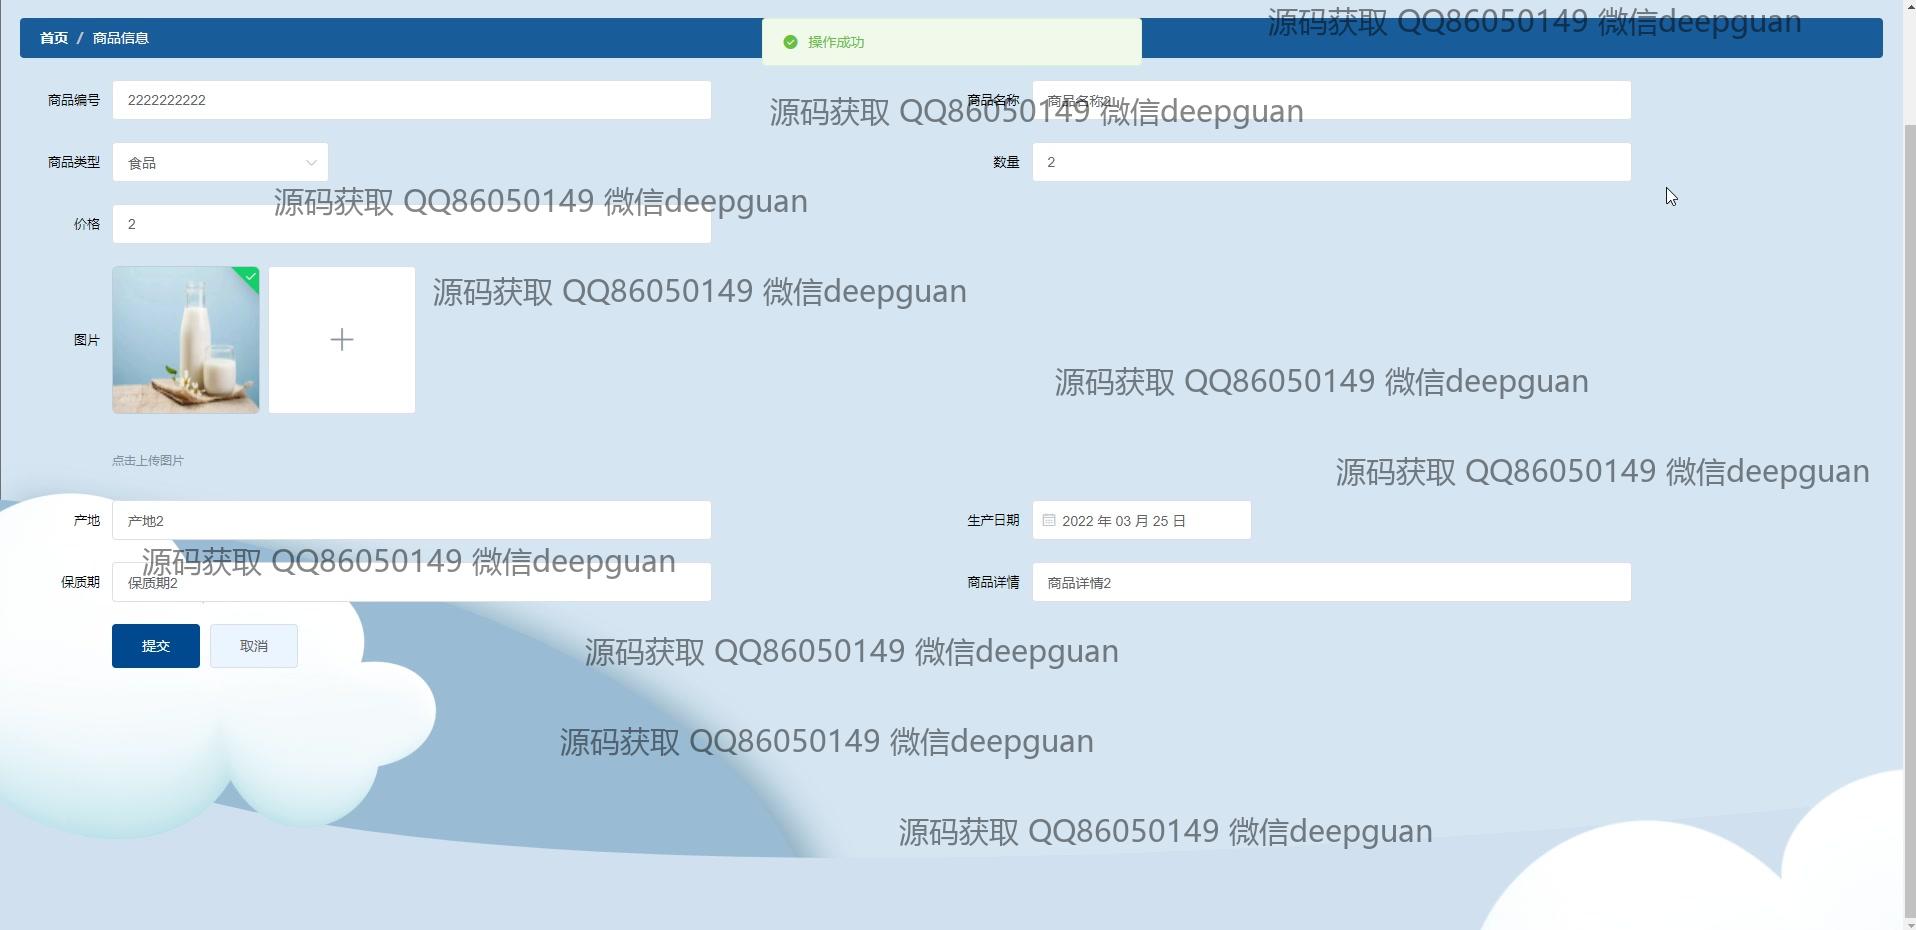 源码获取 QQ86050149 微信deepguan
首页 / 商品信息
操作成功
商品编号 2222222222
商品名称 商品名称2
源码获取 QQ86050149 微信deepguan
商品类型 食品
数量 2
源码获取 QQ86050149 微信deepguan
价格 2
源码获取 QQ86050149 微信deepguan
图片
源码获取 QQ86050149 微信deepguan
点击上传图片
源码获取 QQ86050149 微信deepguan
产地 产地2
生产日期 2022 年 03 月 25 日
源码获取 QQ86050149 微信deepguan
保质期 保质期2
商品详情 商品详情2
提交 取消
源码获取 QQ86050149 微信deepguan
源码获取 QQ86050149 微信deepguan
源码获取 QQ86050149 微信deepguan